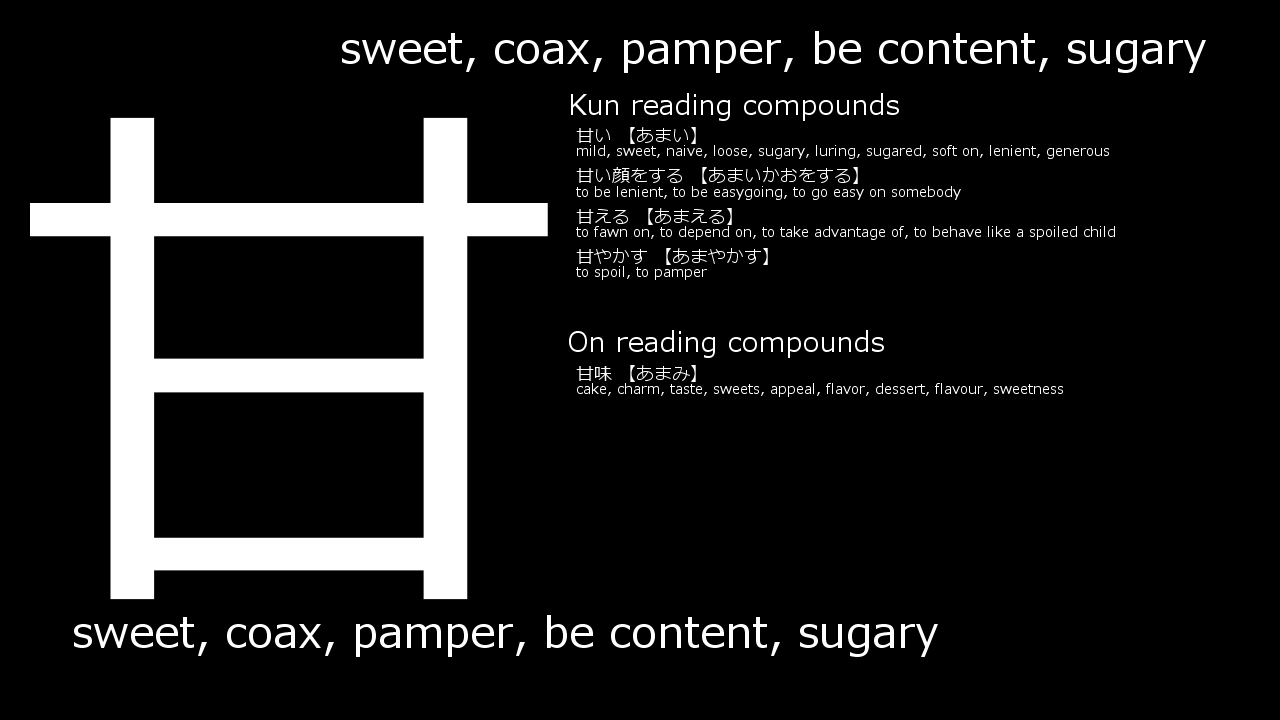 sweet, coax, pamper, be content, sugary
甘
Kun reading compounds
甘い 【あまい】
mild, sweet, naive, loose, sugary, luring, sugared, soft on, lenient, generous
甘い顔をする 【あまいかおをする】
to be lenient, to be easygoing, to go easy on somebody
甘える 【あまえる】
to fawn on, to depend on, to take advantage of, to behave like a spoiled child
甘やかす 【あまやかす】
to spoil, to pamper
On reading compounds
甘味 【あまみ】
cake, charm, taste, sweets, appeal, flavor, dessert, flavour, sweetness
sweet, coax, pamper, be content, sugary